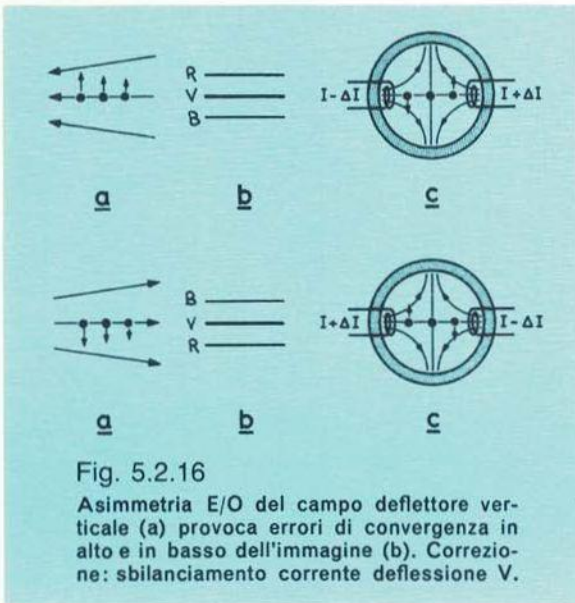 R
V
B
I-ΔI
I+ΔI
a
b
c
B
V
R
I+ΔI
I-ΔI
a
b
c
Fig. 5.2.16
Asimmetria E/O del campo deflettore ver-
ticale (a) provoca errori di convergenza in
alto e in basso dell'immagine (b). Correzio-
ne: sbilanciamento corrente deflessione V.